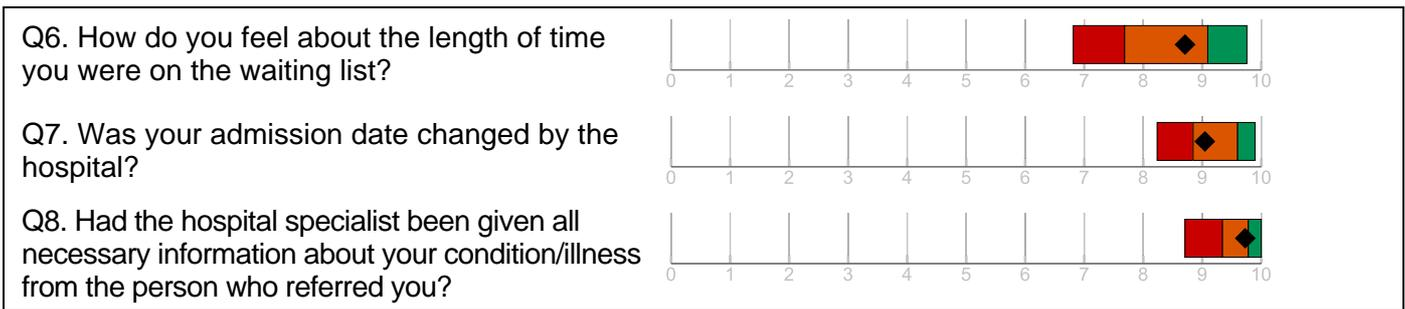 Q6. How do you feel about the length of time
you were on the waiting list?
0 1 2 3 4 5 6 7 8 9 10
Q7. Was your admission date changed by the
hospital?
0 1 2 3 4 5 6 7 8 9 10
Q8. Had the hospital specialist been given all
necessary information about your condition/illness
from the person who referred you?
0 1 2 3 4 5 6 7 8 9 10